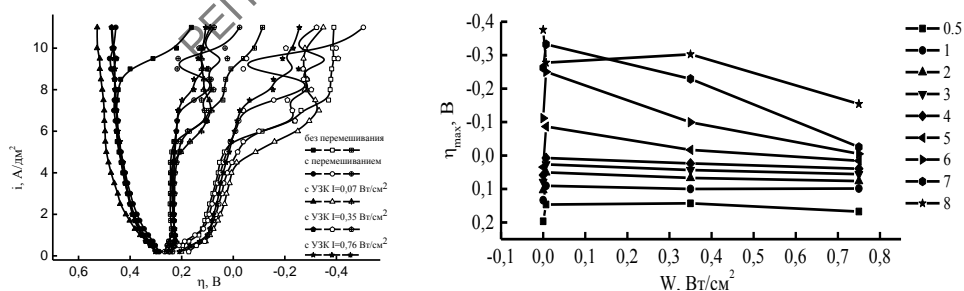 РЕП
10
8
6
4
2
0
i, А/дм²
0,6 0,4 0,2 0,0 -0,2 -0,4
η, В
без перемешивания
с перемешиванием
с УЗК I=0,07 Вт/см²
с УЗК I=0,35 Вт/см²
с УЗК I=0,76 Вт/см²
-0,4
-0,3
-0,2
-0,1
0,0
0,1
0,2
ηmax, В
-0,1 0,0 0,1 0,2 0,3 0,4 0,5 0,6 0,7 0,8
W, Вт/см²
0.5
1
2
3
4
5
6
7
8